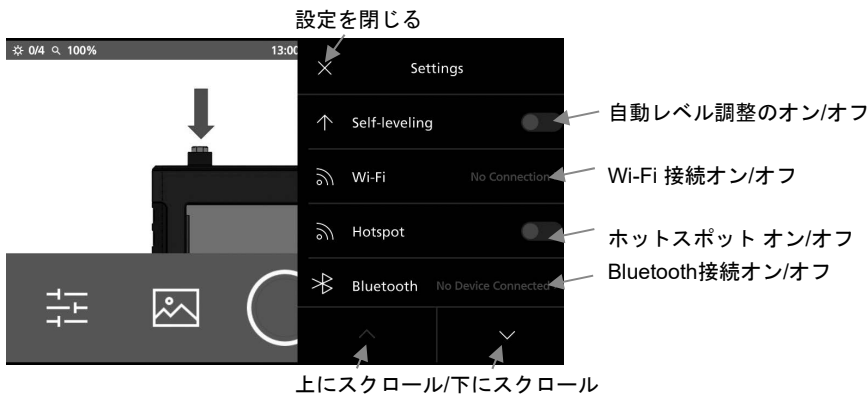 設定を閉じる
0/4 100% 13:00
Settings
Self-leveling
自動レベル調整のオン/オフ
Wi-Fi No Connection
Wi-Fi 接続オン/オフ
Hotspot
ホットスポット オン/オフ
Bluetooth No Device Connected
Bluetooth接続オン/オフ
上にスクロール/下にスクロール